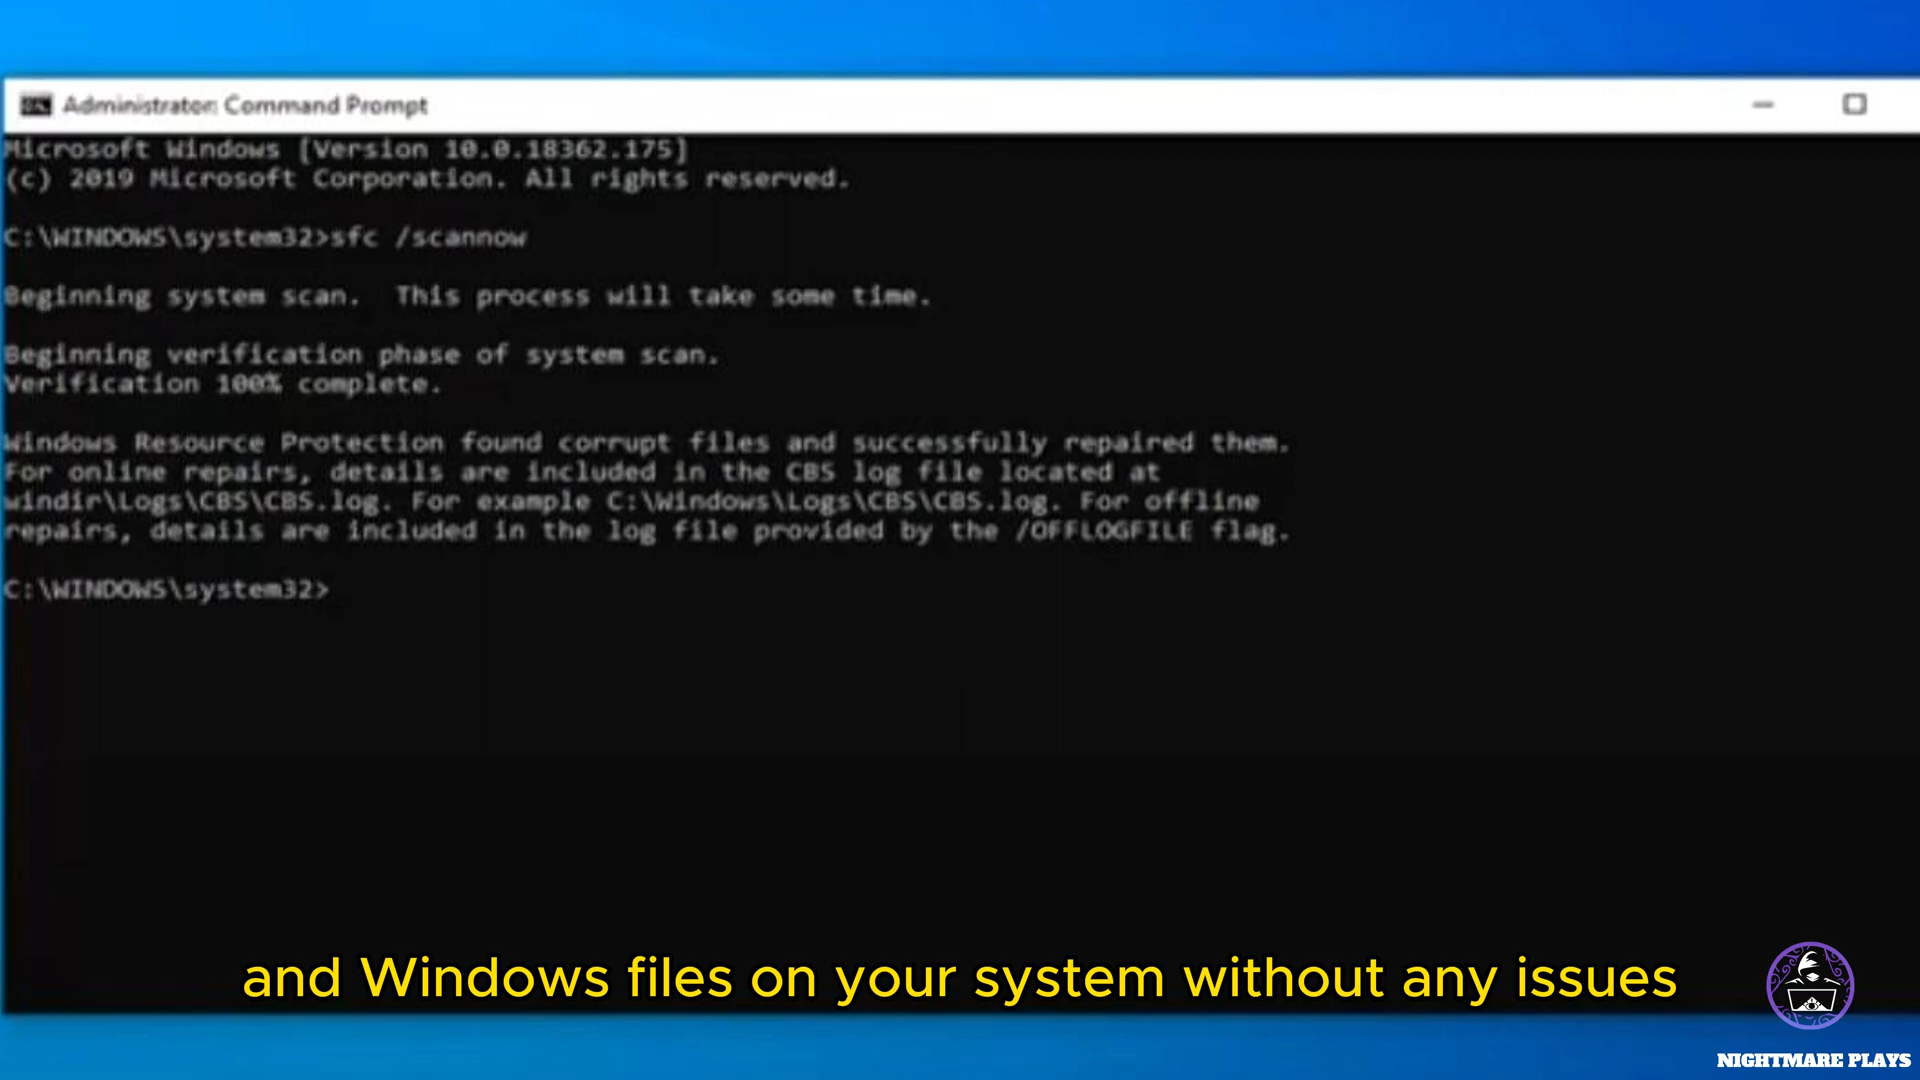 Administrator: Command Prompt
Microsoft Windows [Version 10.0.18362.175]
(c) 2019 Microsoft Corporation. All rights reserved.
C:\WINDOWS\system32>sfc /scannow
Beginning system scan.  This process will take some time.
Beginning verification phase of system scan.
Verification 100% complete.
Windows Resource Protection found corrupt files and successfully repaired them.
For online repairs, details are included in the CBS log file located at
windir\Logs\CBS\CBS.log. For example C:\Windows\Logs\CBS\CBS.log. For offline
repairs, details are included in the log file provided by the /OFFLOGFILE flag.
C:\WINDOWS\system32>
and Windows files on your system without any issues
NIGHTMARE PLAYS